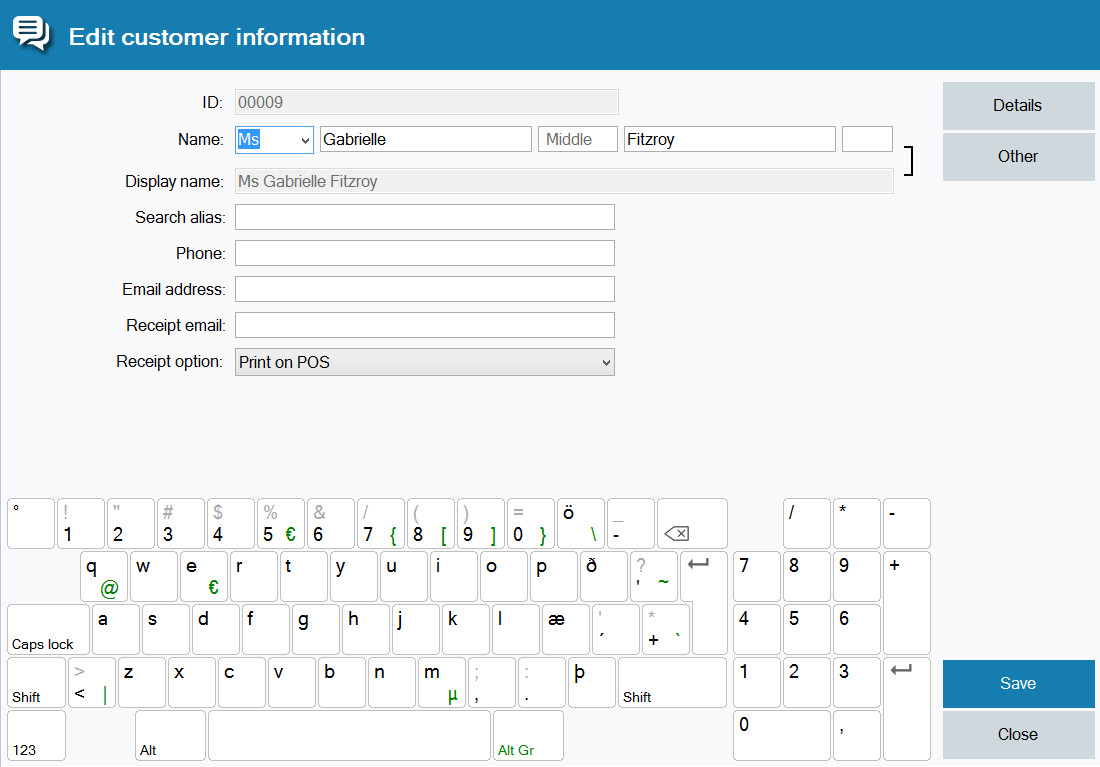 Edit customer information
ID: 00009 Details
Name: Ms Gabrielle Middle Fitzroy
Other
Display name: Ms Gabrielle Fitzroy
Search alias:
Phone:
Email address:
Receipt email:
Receipt option: Print on POS
° ! " # $ % & / ( ) = ö _ / * -
1 2 3 4 5 € 6 7 { 8 [ 9 ] 0 } \ -
q w e r t y u i o p ð ? 7 8 9 +
@ € ' ~
a s d f g h j k l æ ' * 4 5 6
Caps lock ´ + `
> z x c v b n m ; : þ 1 2 3
Shift < | µ , . Shift Save
0 ,
123 Alt Alt Gr Close